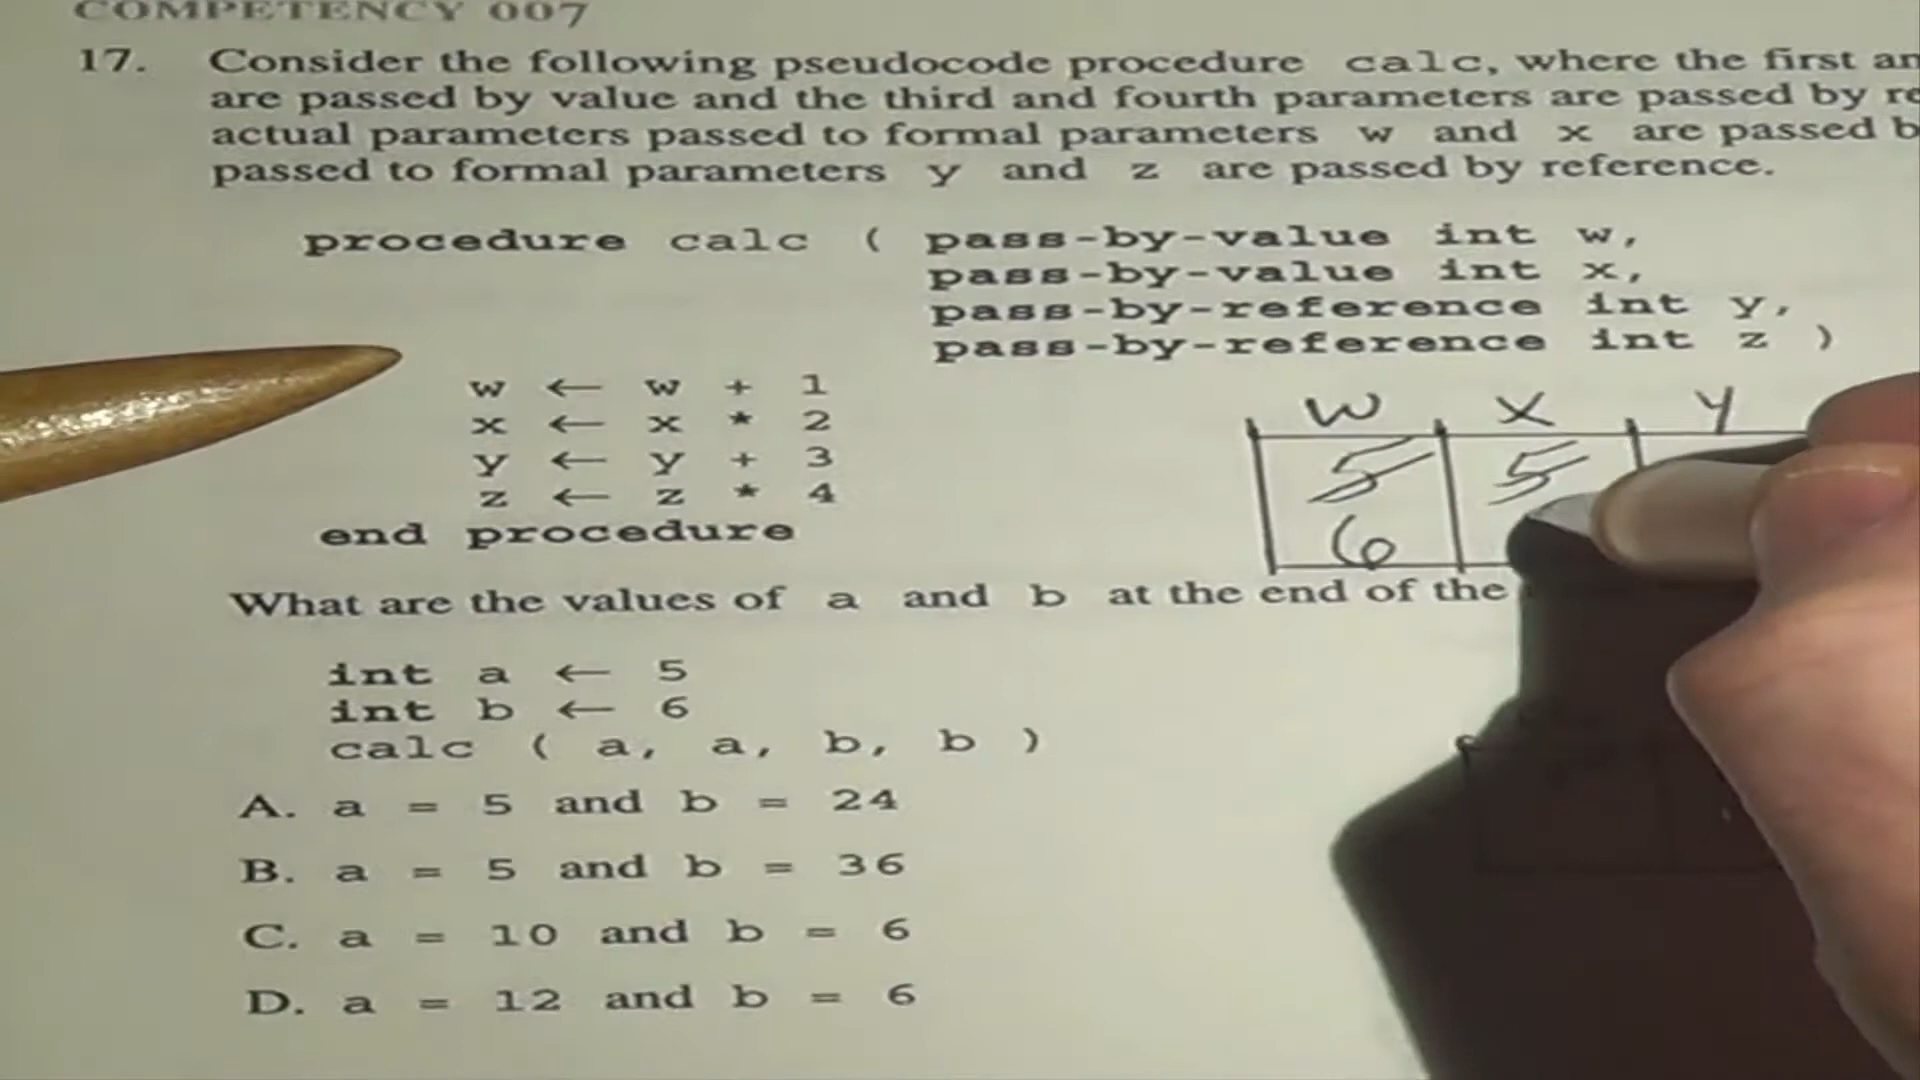 COMPETENCY 007
17. Consider the following pseudocode procedure calc, where the first an
are passed by value and the third and fourth parameters are passed by re
actual parameters passed to formal parameters w and x are passed b
passed to formal parameters y and z are passed by reference.
procedure calc ( pass-by-value int w,
pass-by-value int x,
pass-by-reference int y,
pass-by-reference int z )
w ← w + 1
x ← x * 2
y ← y + 3
z ← z * 4
end procedure
w x y
5 5
6
What are the values of a and b at the end of the
int a ← 5
int b ← 6
calc ( a, a, b, b )
A. a = 5 and b = 24
B. a = 5 and b = 36
C. a = 10 and b = 6
D. a = 12 and b = 6